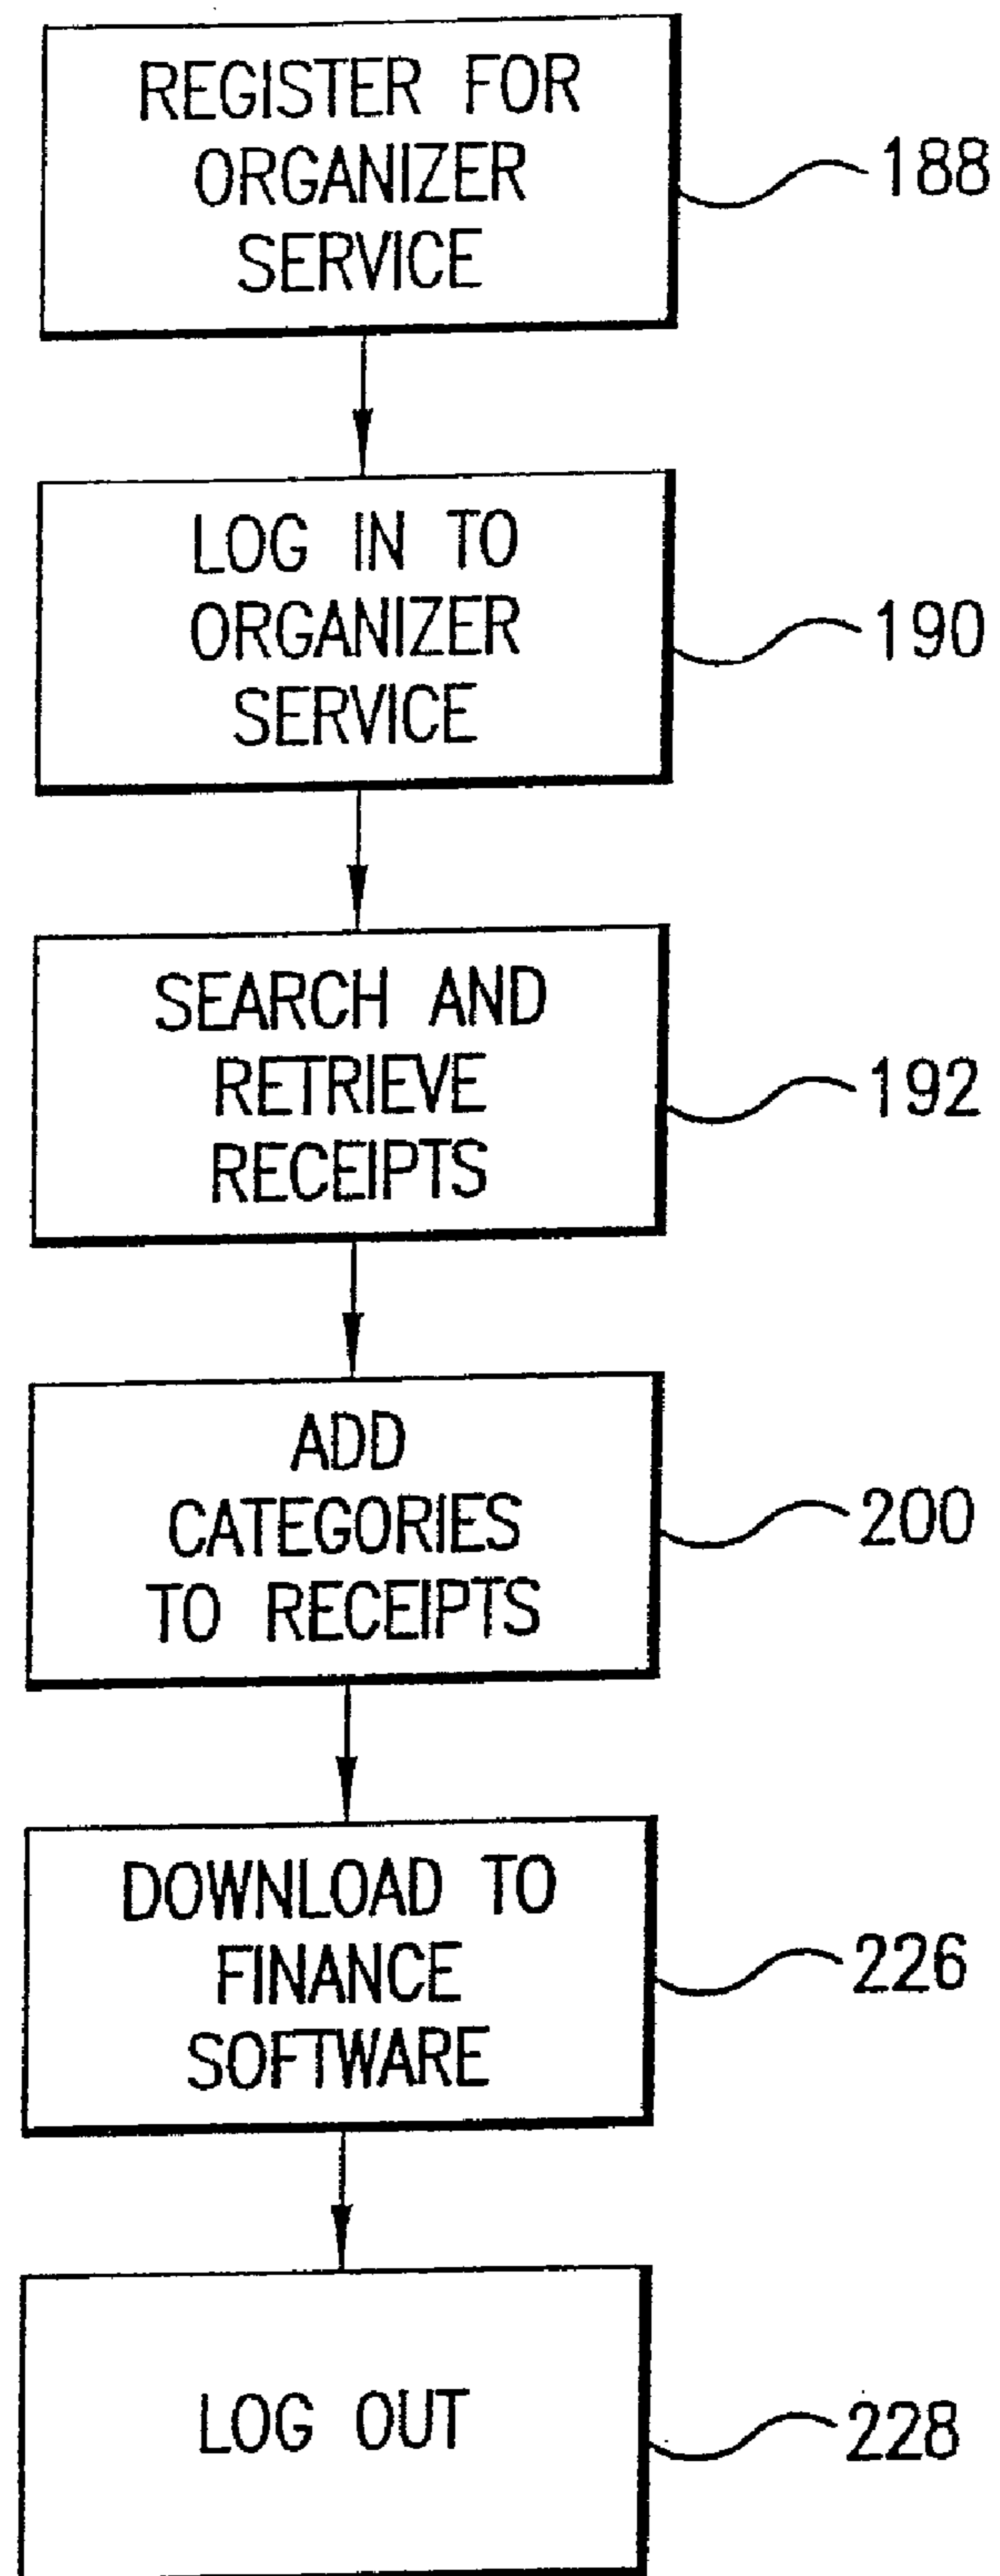 REGISTER FOR
ORGANIZER
SERVICE
188
LOG IN TO
ORGANIZER
SERVICE
190
SEARCH AND
RETRIEVE
RECEIPTS
192
ADD
CATEGORIES
TO RECEIPTS
200
DOWNLOAD TO
FINANCE
SOFTWARE
226
LOG OUT
228